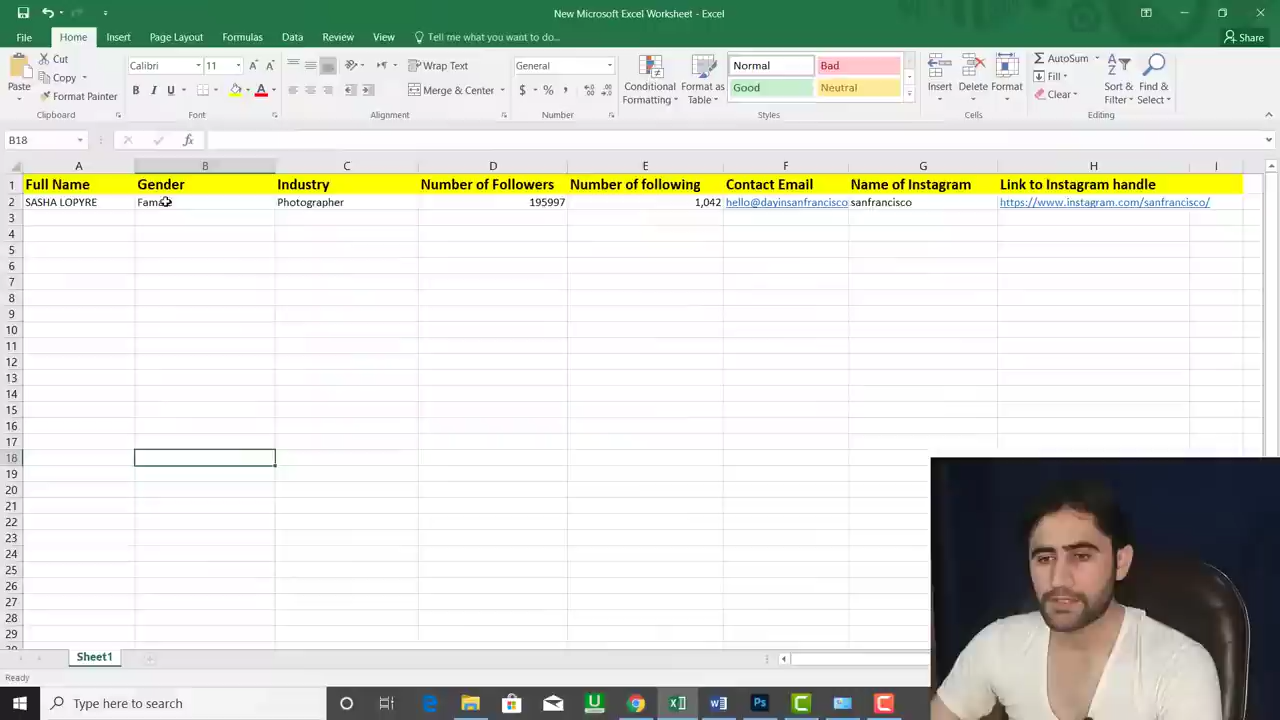 New Microsoft Excel Worksheet - Excel
File Home Insert Page Layout Formulas Data Review View Tell me what you want to do... Share
Paste Cut Copy Format Painter Clipboard
Calibri 11 B I U Font
Wrap Text Merge & Center Alignment
General $ % , Number
Conditional Formatting Format as Table Normal Bad Good Neutral Styles
Insert Delete Format Cells
AutoSum Fill Clear Sort & Filter Find & Select Editing
B18 fx
A B C D E F G H I
1 Full Name Gender Industry Number of Followers Number of following Contact Email Name of Instagram Link to Instagram handle
2 SASHA LOPYRE Photographer 195997 1,042 hello@dayinsanfrancisco sanfrancisco https://www.instagram.com/sanfrancisco/
3
4
5
6
7
8
9
10
11
12
13
14
15
16
17
18
19
20
21
22
23
24
25
26
27
28
29
Sheet1
Ready
Type here to search